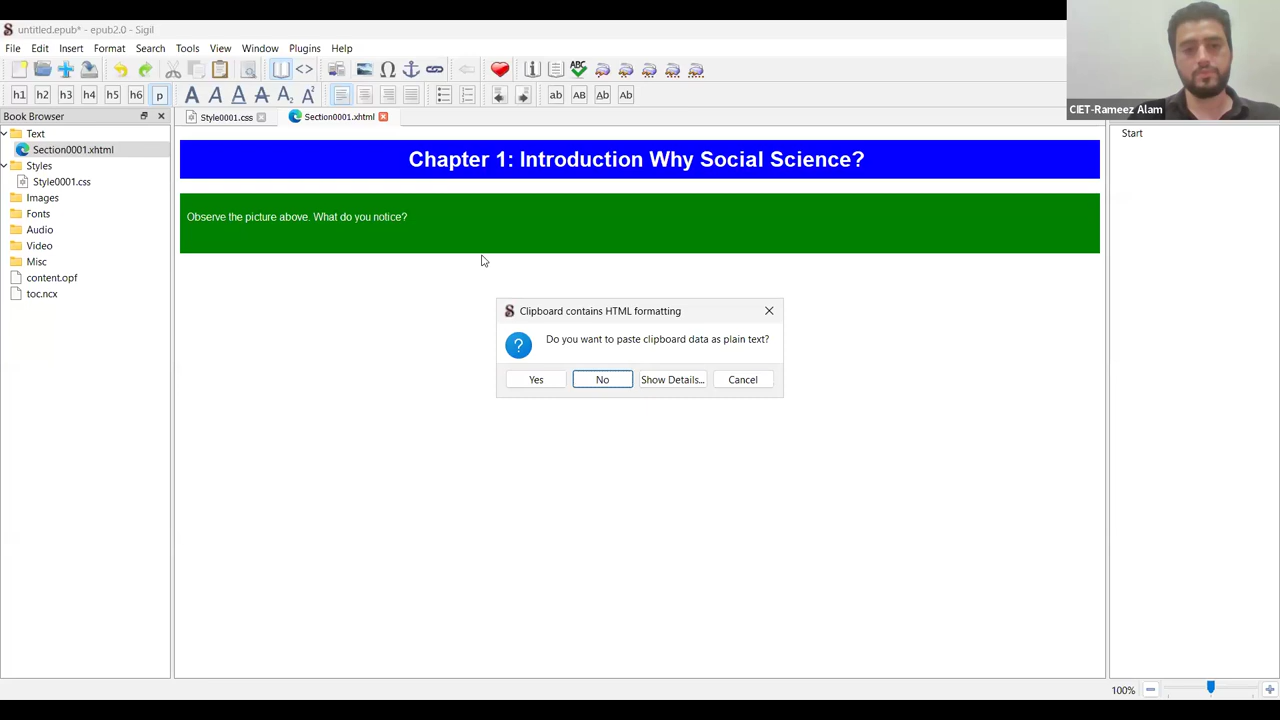 untitled.epub* - epub2.0 - Sigil
File Edit Insert Format Search Tools View Window Plugins Help
h1 h2 h3 h4 h5 h6 p A A A A A2 A2 ab AB Ab Ab
ABC
Book Browser
Style0001.css Section0001.xhtml
CIET-Rameez Alam
Text
Section0001.xhtml
Styles
Style0001.css
Images
Fonts
Audio
Video
Misc
content.opf
toc.ncx
Chapter 1: Introduction Why Social Science?
Observe the picture above. What do you notice?
Clipboard contains HTML formatting
Do you want to paste clipboard data as plain text?
Yes No Show Details... Cancel
Start
100%